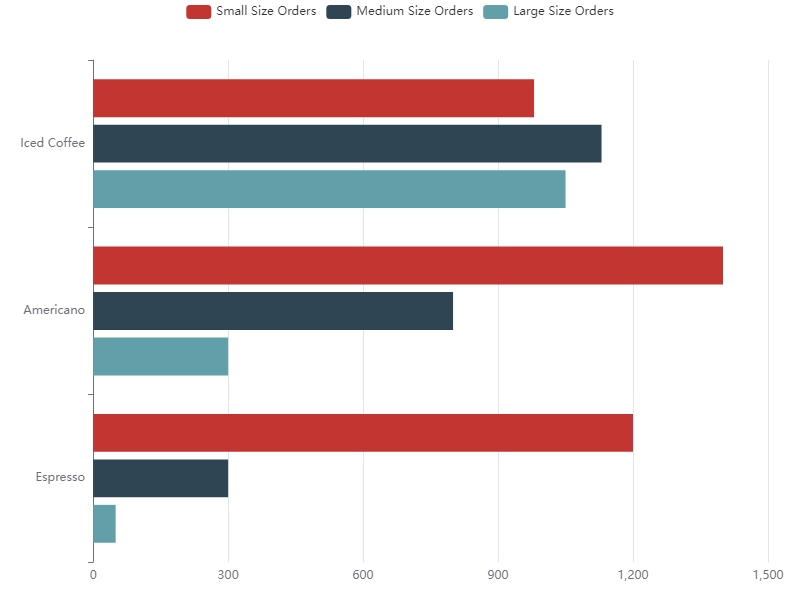 Small Size Orders Medium Size Orders Large Size Orders
Iced Coffee
Americano
Espresso
0 300 600 900 1,200 1,500